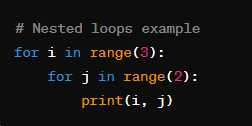 # Nested loops example
for i in range(3):
    for j in range(2):
        print(i, j)